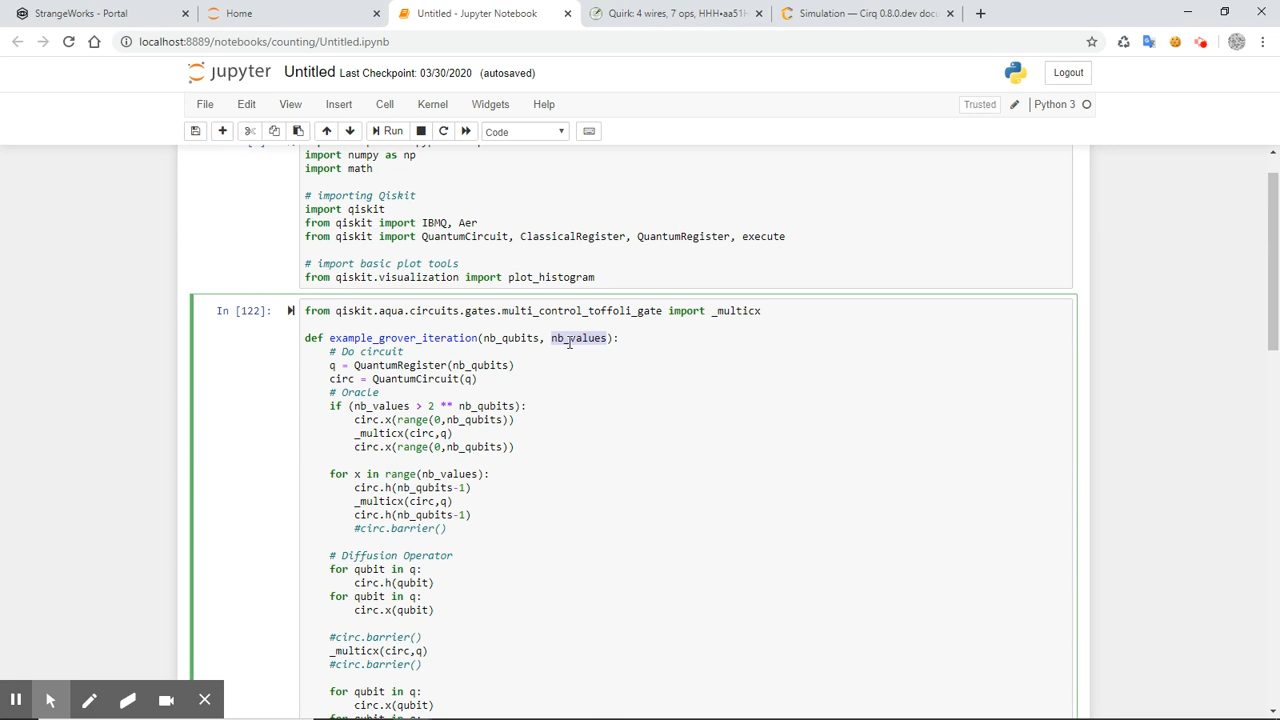 StrangeWorks - Portal
Home
Untitled - Jupyter Notebook
Quirk: 4 wires, 7 ops, HHH•aa51H
Simulation — Cirq 0.8.0.dev docu
localhost:8889/notebooks/counting/Untitled.ipynb
jupyter Untitled Last Checkpoint: 03/30/2020 (autosaved)
Logout
File Edit View Insert Cell Kernel Widgets Help
Trusted Python 3
Run Code
import numpy as np
import math
# importing Qiskit
import qiskit
from qiskit import IBMQ, Aer
from qiskit import QuantumCircuit, ClassicalRegister, QuantumRegister, execute
# import basic plot tools
from qiskit.visualization import plot_histogram
In [122]: from qiskit.aqua.circuits.gates.multi_control_toffoli_gate import _multicx
def example_grover_iteration(nb_qubits, nb_values):
# Do circuit
q = QuantumRegister(nb_qubits)
circ = QuantumCircuit(q)
# Oracle
if (nb_values > 2 ** nb_qubits):
circ.x(range(0,nb_qubits))
_multicx(circ,q)
circ.x(range(0,nb_qubits))
for x in range(nb_values):
circ.h(nb_qubits-1)
_multicx(circ,q)
circ.h(nb_qubits-1)
#circ.barrier()
# Diffusion Operator
for qubit in q:
circ.h(qubit)
for qubit in q:
circ.x(qubit)
#circ.barrier()
_multicx(circ,q)
#circ.barrier()
for qubit in q:
circ.x(qubit)